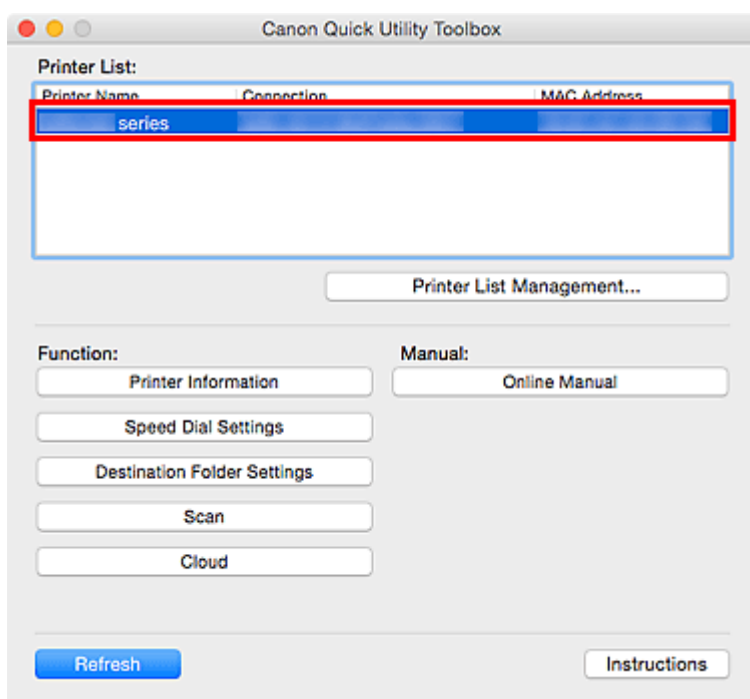 Canon Quick Utility Toolbox
Printer List:
Printer Name Connection MAC Address
series
Printer List Management...
Function: Manual:
Printer Information Online Manual
Speed Dial Settings
Destination Folder Settings
Scan
Cloud
Refresh Instructions